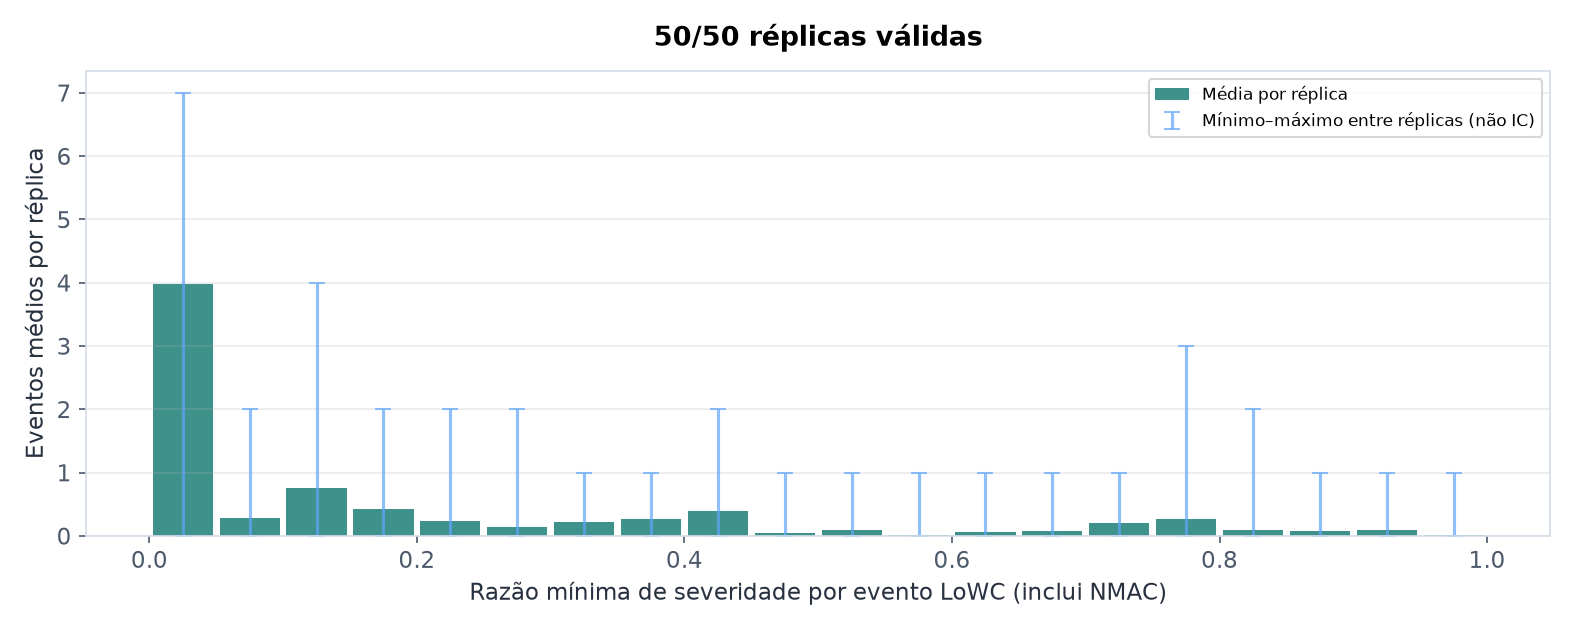 50/50 réplicas válidas
Média por réplica
Mínimo–máximo entre réplicas (não IC)
Eventos médios por réplica
7
6
5
4
3
2
1
0
0.0 0.2 0.4 0.6 0.8 1.0
Razão mínima de severidade por evento LoWC (inclui NMAC)